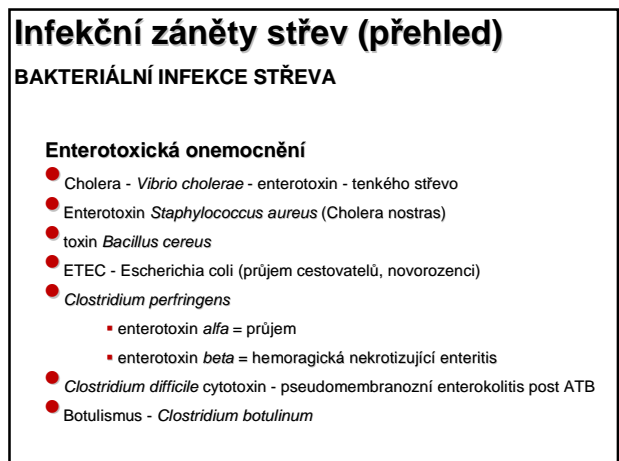 Infekční záněty střev (přehled)
BAKTERIÁLNÍ INFEKCE STŘEVA
Enterotoxická onemocnění
Cholera - Vibrio cholerae - enterotoxin - tenkého střevo
Enterotoxin Staphylococcus aureus (Cholera nostras)
toxin Bacillus cereus
ETEC - Escherichia coli (průjem cestovatelů, novorozenci)
Clostridium perfringens
enterotoxin alfa = průjem
enterotoxin beta = hemoragická nekrotizující enteritis
Clostridium difficile cytotoxin - pseudomembranozní enterokolitis post ATB
Botulismus - Clostridium botulinum